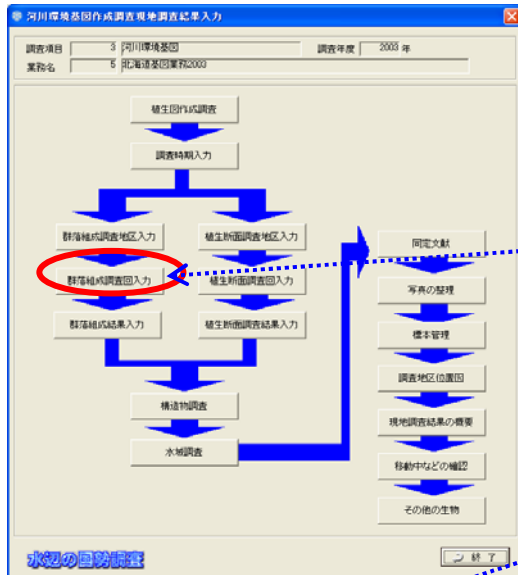 河川環境基図作成調査現地調査結果入力
調査項目 3 河川環境基図 調査年度 2003 年
業務名 5 北海道基図業務2003
植生図作成調査
調査時期入力
群落組成調査地区入力
植生断面調査地区入力
群落組成調査回入力
植生断面調査回入力
群落組成結果入力
植生断面調査結果入力
構造物調査
水域調査
同定文献
写真の整理
標本管理
調査地区位置図
現地調査結果の概要
移動中などの確認
その他の生物
水辺の国勢調査
終了